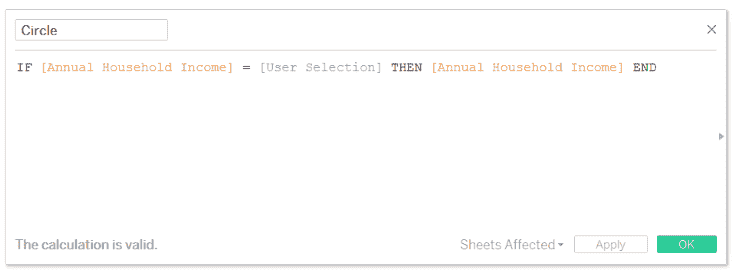 Circle
IF [Annual Household Income] = [User Selection] THEN [Annual Household Income] END
The calculation is valid.
Sheets Affected
Apply
OK